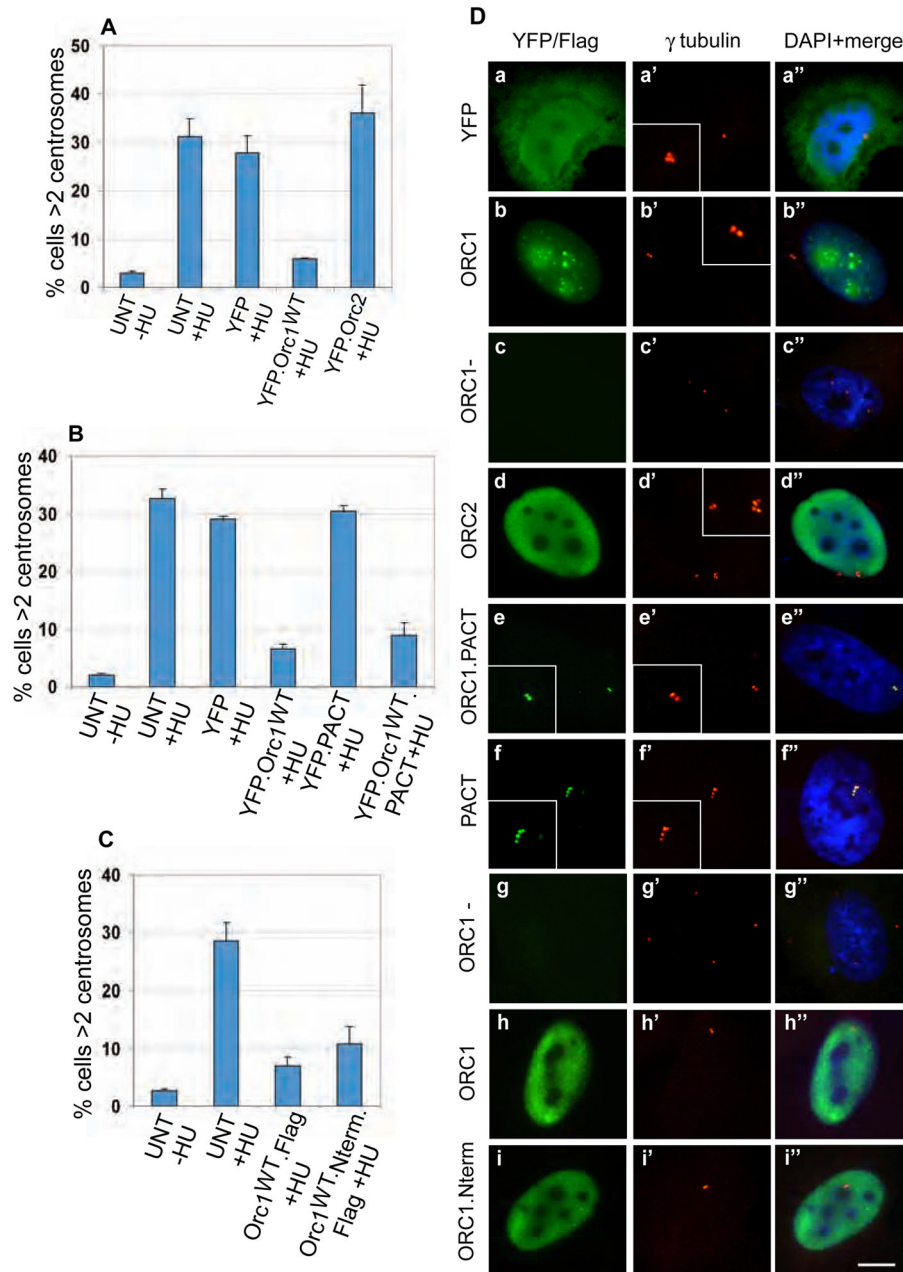 A
% cells >2 centrosomes
50
40
30
20
10
0
UNT
-HU
UNT
+HU
YFP
+HU
YFP.Orc1WT
+HU
YFP.Orc2
+HU
B
% cells >2 centrosomes
40
30
20
10
0
UNT
-HU
UNT
+HU
YFP
+HU
YFP.Orc1WT
+HU
YFP.PACT
+HU
YFP.Orc1WT.
PACT+HU
C
% cells >2 centrosomes
40
30
20
10
0
UNT
-HU
UNT
+HU
Orc1WT.Flag
+HU
Orc1WT.Nterm.
Flag +HU
D
YFP/Flag
γ tubulin
DAPI+merge
YFP
a
a'
a"
ORC1
b
b'
b"
ORC1-
c
c'
c"
ORC2
d
d'
d"
ORC1.PACT
e
e'
e"
PACT
f
f'
f"
ORC1 -
g
g'
g"
ORC1
h
h'
h"
ORC1.Nterm
i
i'
i"